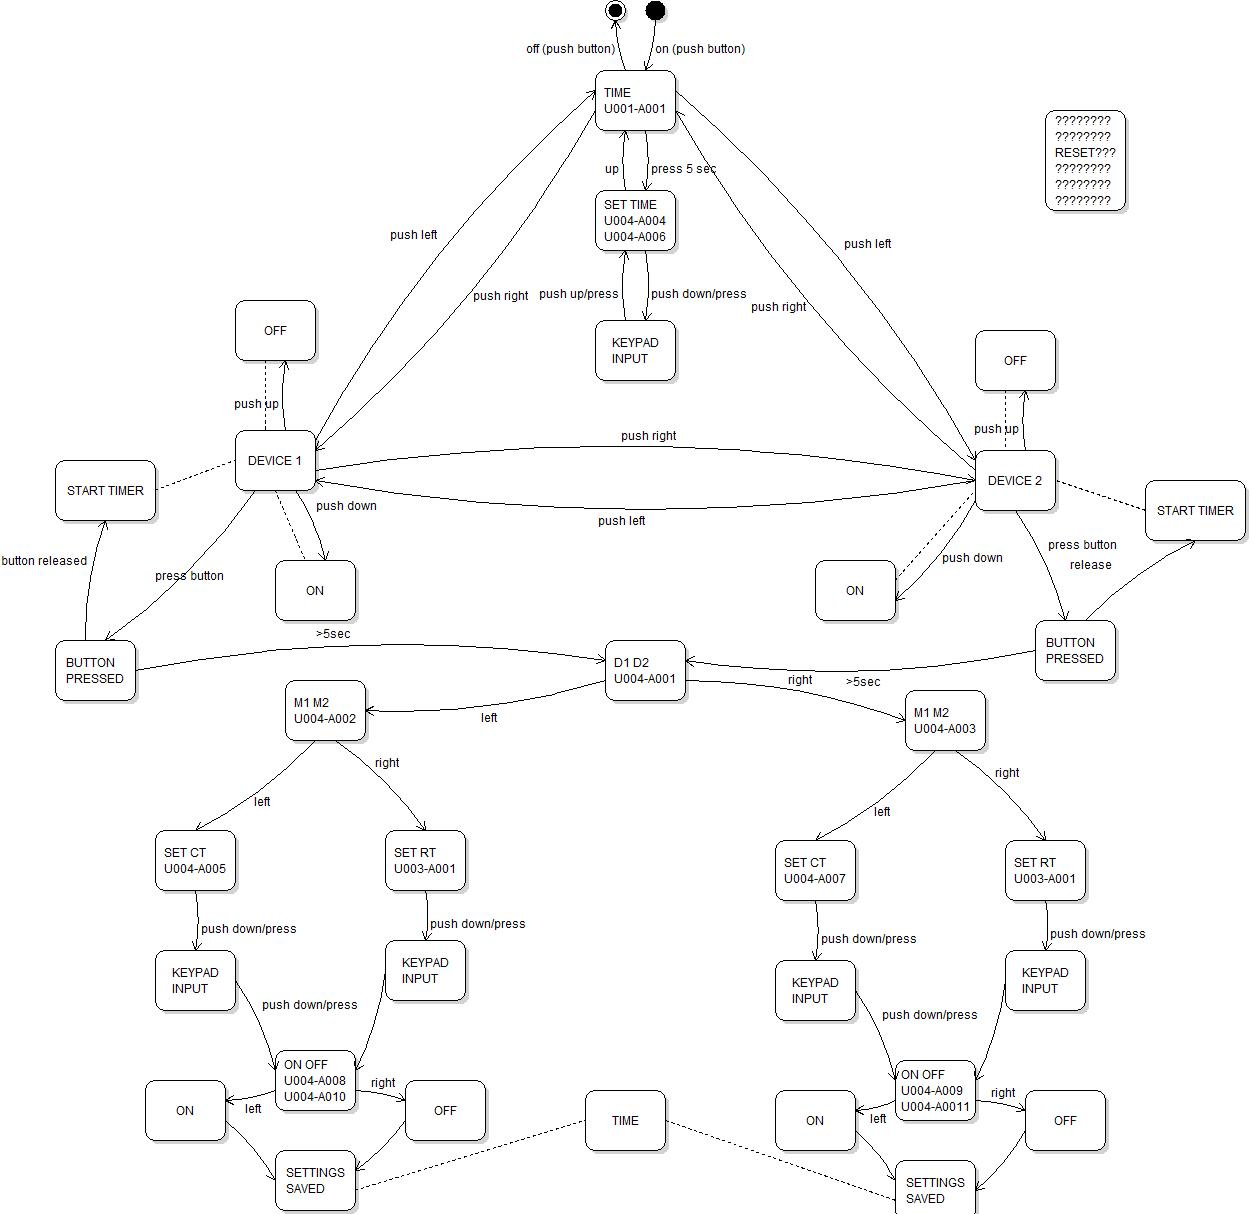 off (push button)
on (push button)
TIME
U001-A001
????????
????????
RESET???
????????
????????
????????
up
press 5 sec
SET TIME
U004-A004
U004-A006
push left
push left
push right
push up/press
push down/press
push right
OFF
KEYPAD
INPUT
OFF
push up
push up
push right
DEVICE 1
DEVICE 2
START TIMER
START TIMER
push down
push left
button released
press button
push down
press button
release
ON
ON
>5sec
BUTTON
PRESSED
D1 D2
U004-A001
BUTTON
PRESSED
right
>5sec
M1 M2
U004-A002
left
M1 M2
U004-A003
right
right
left
left
SET CT
U004-A005
SET RT
U003-A001
SET CT
U004-A007
SET RT
U003-A001
push down/press
push down/press
push down/press
push down/press
KEYPAD
INPUT
KEYPAD
INPUT
KEYPAD
INPUT
KEYPAD
INPUT
push down/press
push down/press
ON OFF
U004-A008
U004-A010
ON OFF
U004-A009
U004-A0011
ON
left
right
OFF
TIME
ON
left
right
OFF
SETTINGS
SAVED
SETTINGS
SAVED